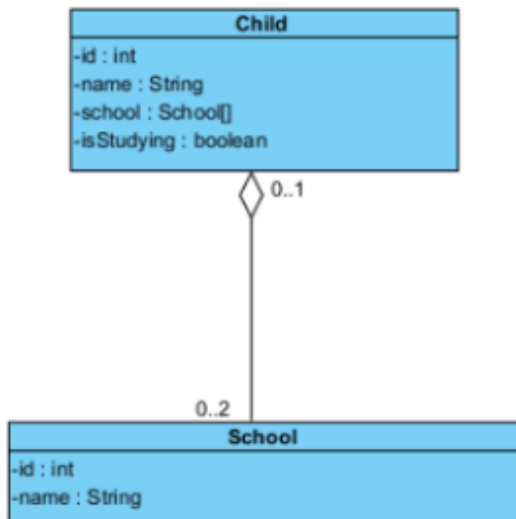 Child
-id : int
-name : String
-school : School[]
-isStudying : boolean
0..1
0..2
School
-id : int
-name : String